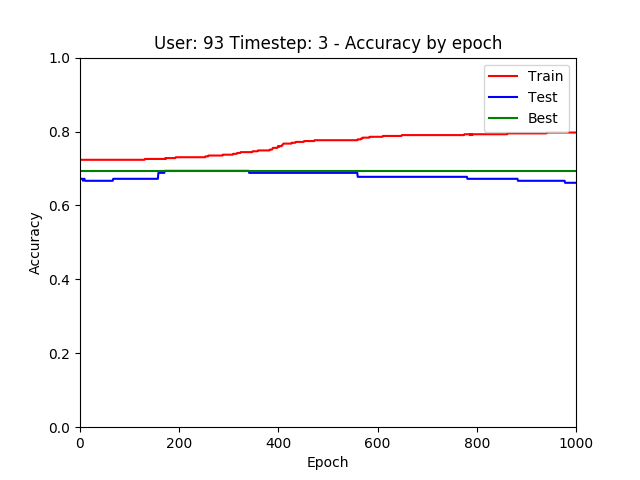 User: 93 Timestep: 3 - Accuracy by epoch
Train
Test
Best
1.0
0.8
0.6
0.4
0.2
0.0
Accuracy
0 200 400 600 800 1000
Epoch